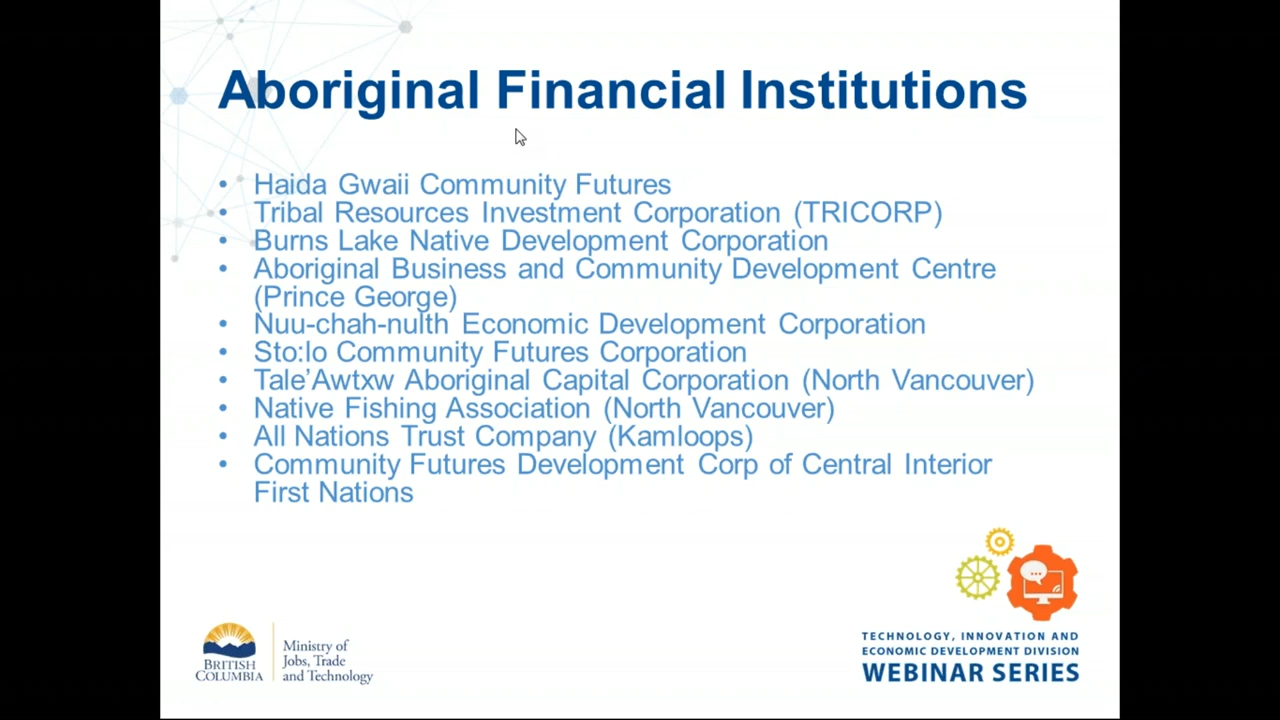 Aboriginal Financial Institutions
• Haida Gwaii Community Futures
• Tribal Resources Investment Corporation (TRICORP)
• Burns Lake Native Development Corporation
• Aboriginal Business and Community Development Centre
(Prince George)
• Nuu-chah-nulth Economic Development Corporation
• Sto:lo Community Futures Corporation
• Tale’Awtxw Aboriginal Capital Corporation (North Vancouver)
• Native Fishing Association (North Vancouver)
• All Nations Trust Company (Kamloops)
• Community Futures Development Corp of Central Interior
First Nations
BRITISH
COLUMBIA
Ministry of
Jobs, Trade
and Technology
TECHNOLOGY, INNOVATION AND
ECONOMIC DEVELOPMENT DIVISION
WEBINAR SERIES